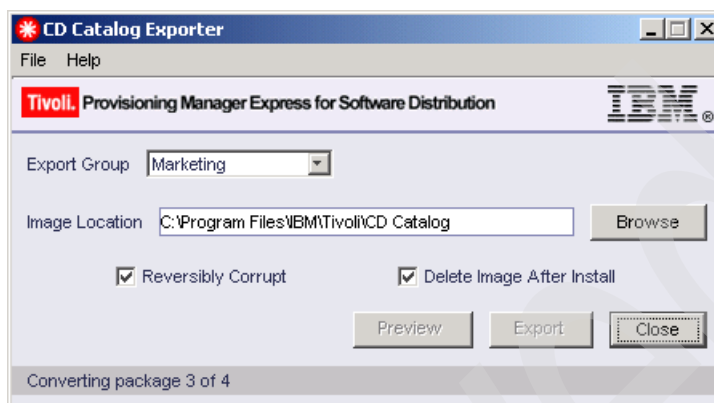 CD Catalog Exporter
File Help
Tivoli. Provisioning Manager Express for Software Distribution IBM®
Export Group Marketing
Image Location C:\Program Files\IBM\Tivoli\CD Catalog Browse
Reversibly Corrupt Delete Image After Install
Preview Export Close
Converting package 3 of 4